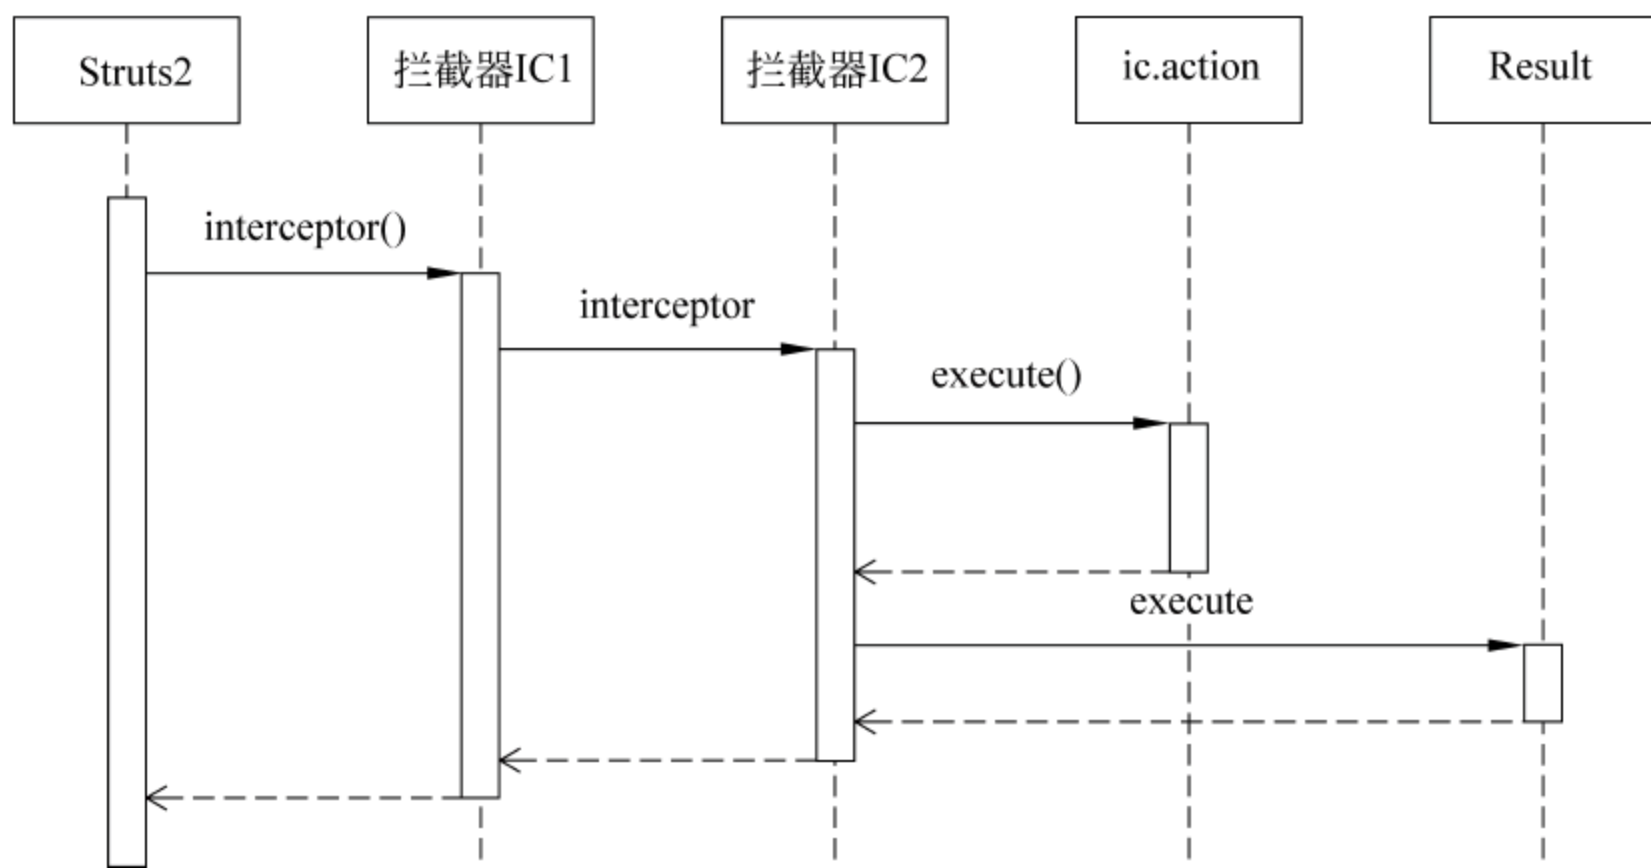 Struts2
拦截器IC1
拦截器IC2
ic.action
Result
interceptor()
interceptor
execute()
execute